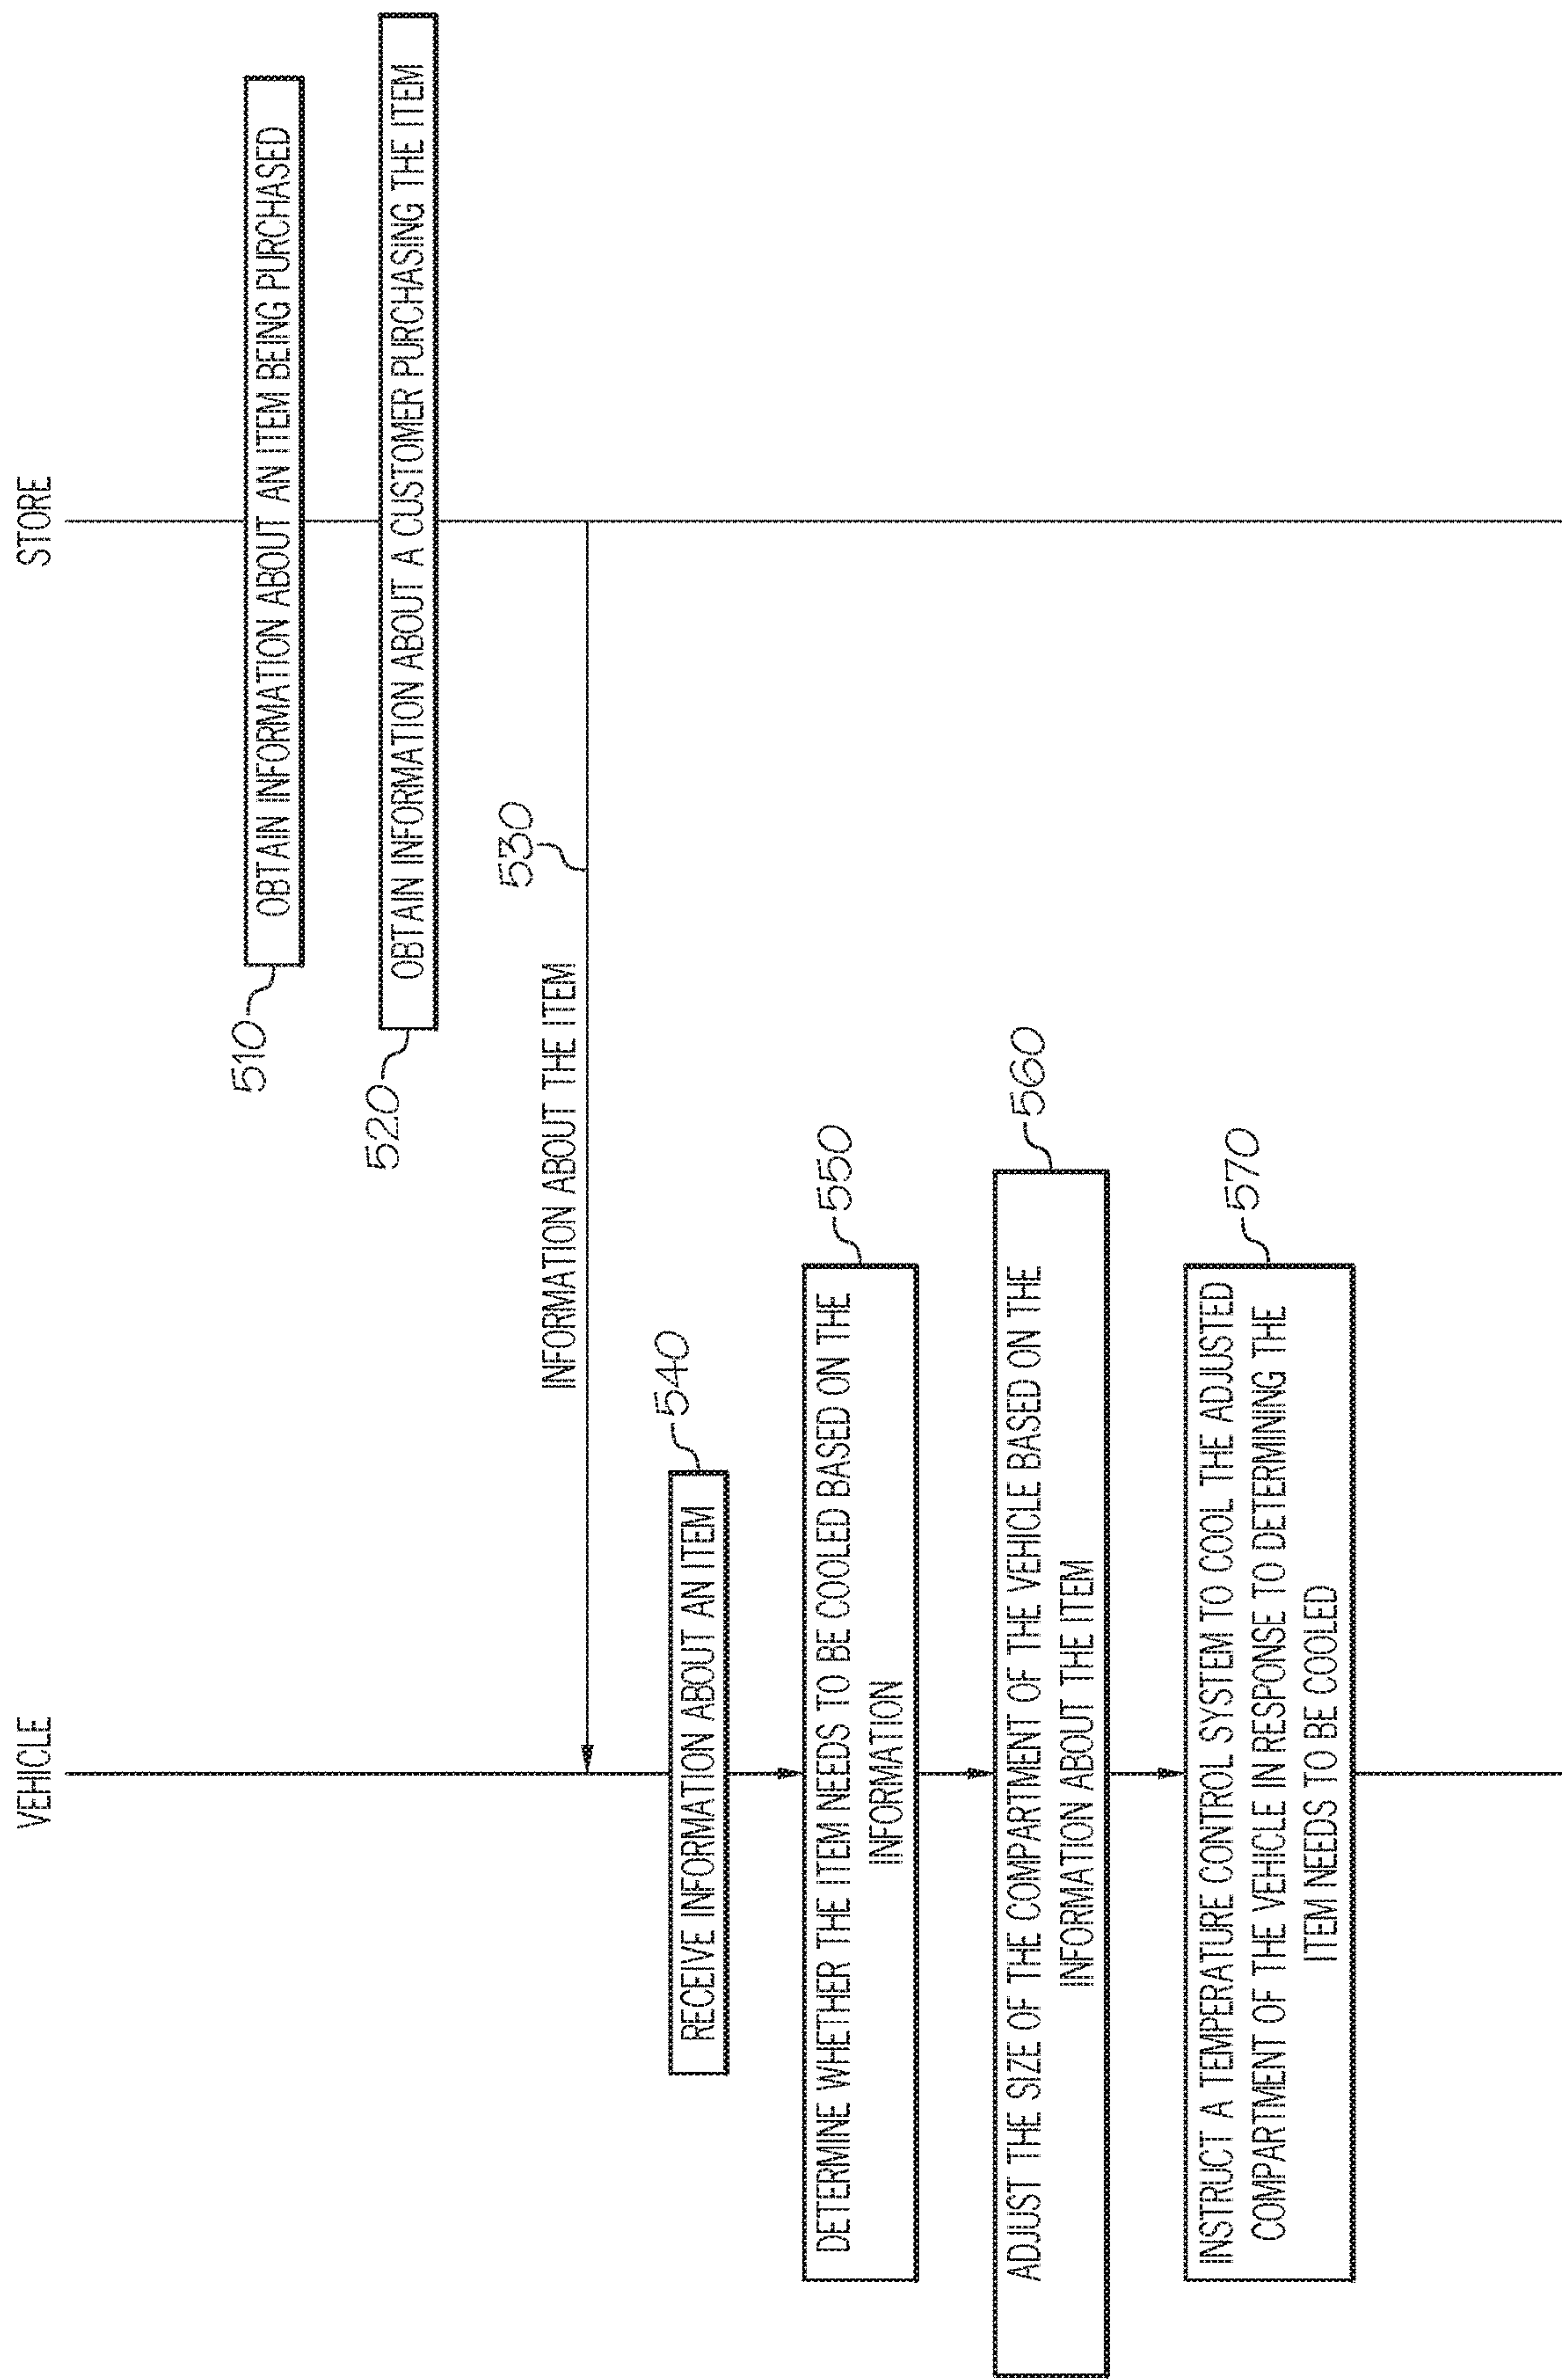 VEHICLE
STORE
510
OBTAIN INFORMATION ABOUT AN ITEM BEING PURCHASED
520
OBTAIN INFORMATION ABOUT A CUSTOMER PURCHASING THE ITEM
INFORMATION ABOUT THE ITEM
530
RECEIVE INFORMATION ABOUT AN ITEM
540
DETERMINE WHETHER THE ITEM NEEDS TO BE COOLED BASED ON THE
INFORMATION
550
ADJUST THE SIZE OF THE COMPARTMENT OF THE VEHICLE BASED ON THE
INFORMATION ABOUT THE ITEM
560
INSTRUCT A TEMPERATURE CONTROL SYSTEM TO COOL THE ADJUSTED
COMPARTMENT OF THE VEHICLE IN RESPONSE TO DETERMINING THE
ITEM NEEDS TO BE COOLED
570